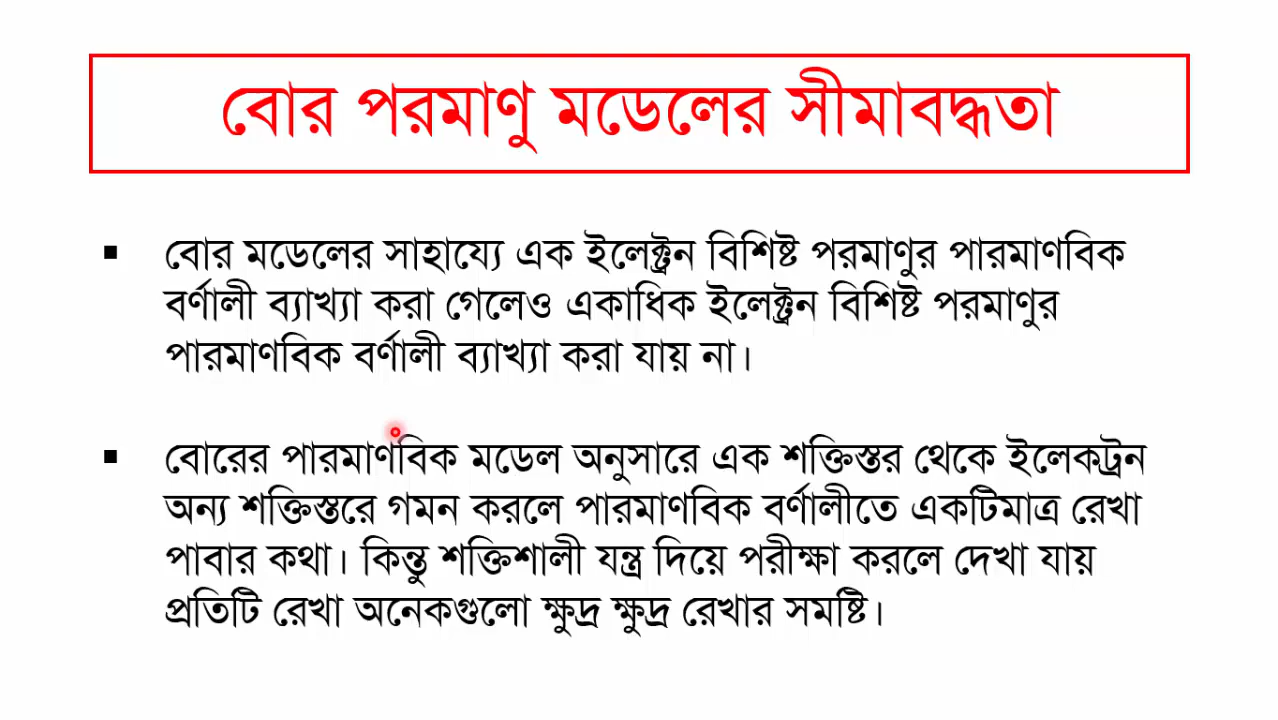 বোর পরমাণু মডেলের সীমাবদ্ধতা
বোর মডেলের সাহায্যে এক ইলেক্ট্রন বিশিষ্ট পরমাণুর পারমাণবিক
বর্ণালী ব্যাখ্যা করা গেলেও একাধিক ইলেক্ট্রন বিশিষ্ট পরমাণুর
পারমাণবিক বর্ণালী ব্যাখ্যা করা যায় না।
বোরের পারমাণবিক মডেল অনুসারে এক শক্তিস্তর থেকে ইলেকট্রন
অন্য শক্তিস্তরে গমন করলে পারমাণবিক বর্ণালীতে একটিমাত্র রেখা
পাবার কথা। কিন্তু শক্তিশালী যন্ত্র দিয়ে পরীক্ষা করলে দেখা যায়
প্রতিটি রেখা অনেকগুলো ক্ষুদ্র ক্ষুদ্র রেখার সমষ্টি।